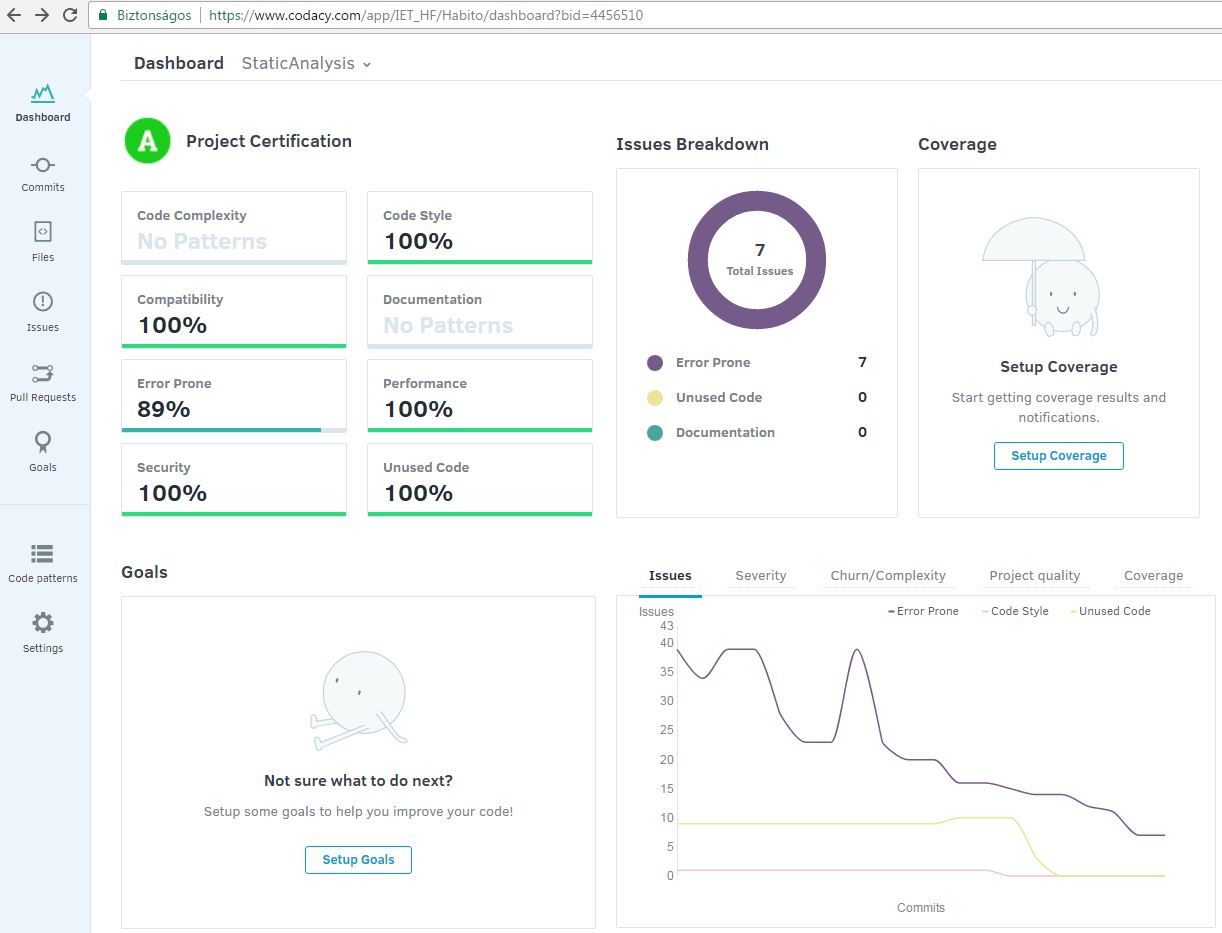 Biztonságos https://www.codacy.com/app/IET_HF/Habito/dashboard?bid=4456510
Dashboard
Commits
Files
Issues
Pull Requests
Goals
Code patterns
Settings
Dashboard StaticAnalysis
A Project Certification
Code Complexity
No Patterns
Code Style
100%
Compatibility
100%
Documentation
No Patterns
Error Prone
89%
Performance
100%
Security
100%
Unused Code
100%
Issues Breakdown
7
Total Issues
Error Prone 7
Unused Code 0
Documentation 0
Coverage
Setup Coverage
Start getting coverage results and
notifications.
Setup Coverage
Goals
Not sure what to do next?
Setup some goals to help you improve your code!
Setup Goals
Issues Severity Churn/Complexity Project quality Coverage
Issues
Error Prone Code Style Unused Code
43
40
35
30
25
20
15
10
5
0
Commits